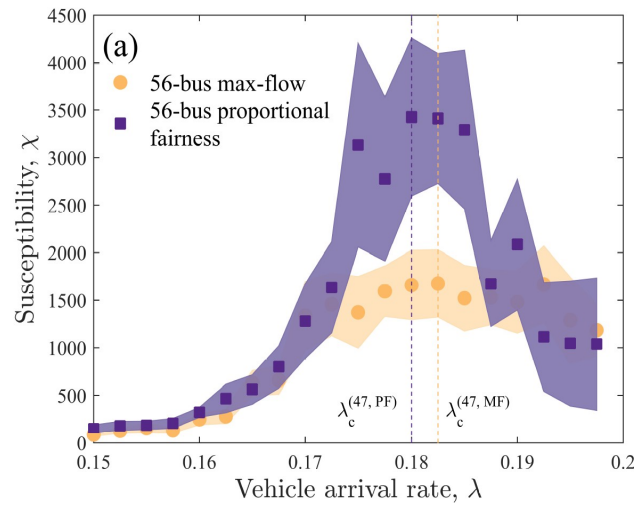 (a)
56-bus max-flow
56-bus proportional
fairness
Susceptibility, χ
4500
4000
3500
3000
2500
2000
1500
1000
500
0
λc(47, PF)
λc(47, MF)
0.15
0.16
0.17
0.18
0.19
0.2
Vehicle arrival rate, λ